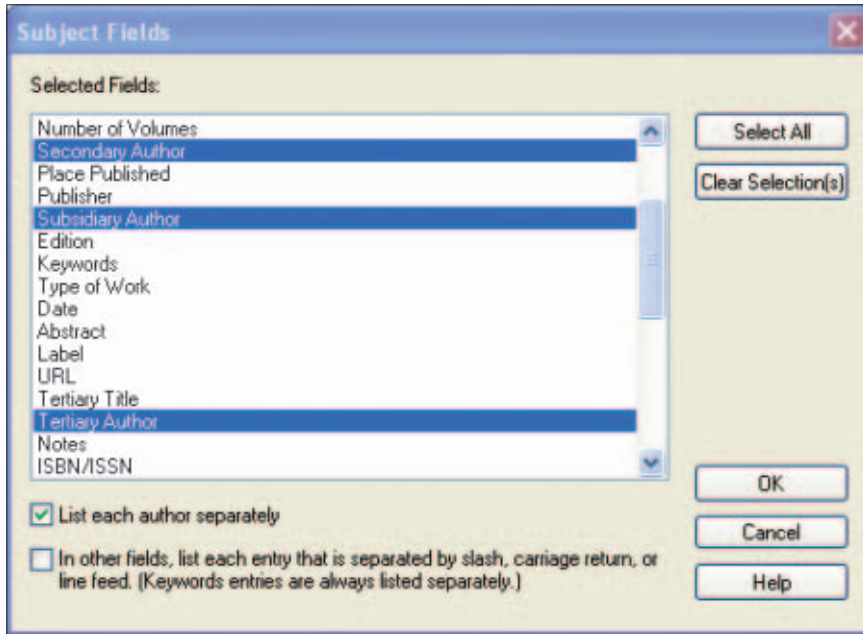 Subject Fields
Selected Fields:
Number of Volumes
Secondary Author
Place Published
Publisher
Subsidiary Author
Edition
Keywords
Type of Work
Date
Abstract
Label
URL
Tertiary Title
Tertiary Author
Notes
ISBN/ISSN
Select All
Clear Selection(s)
List each author separately
In other fields, list each entry that is separated by slash, carriage return, or
line feed. (Keywords entries are always listed separately.)
OK
Cancel
Help